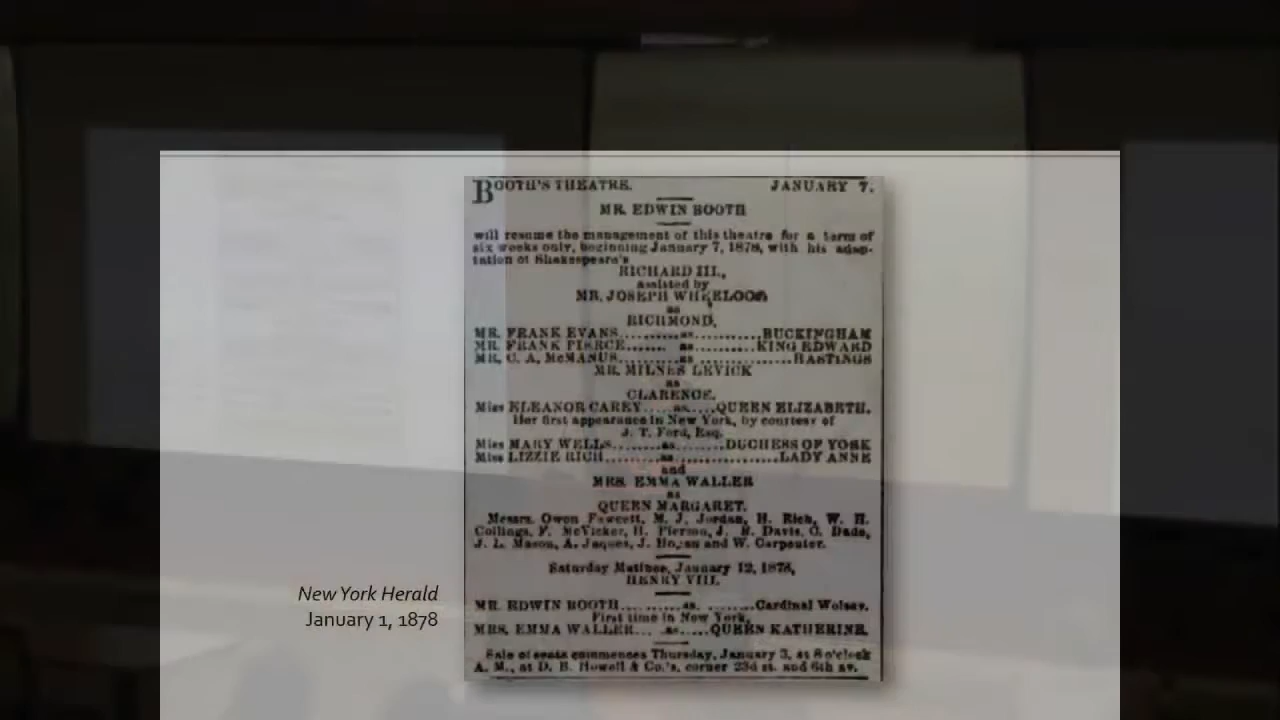 BOOTH'S THEATRE. JANUARY 7.
MR. EDWIN BOOTH
will resume the management of this theatre for a term of
six weeks only, beginning January 7, 1878, with his adap-
tation of Shakespeare's
RICHARD III.,
assisted by
MR. JOSEPH WHEELOCK
as
RICHMOND,
MR. FRANK EVANS..........as..........BUCKINGHAM
MR. FRANK PIERCE....... as..........KING EDWARD
MR. C. A. McMANUS..........as..............HASTINGS
MR. MILNES LEVICK
as
CLARENCE.
Miss ELEANOR CAREY.....as.....QUEEN ELIZABETH.
Her first appearance in New York, by courtesy of
J. T. Ford, Esq.
Miss MARY WELLS.........as........DUCHESS OF YORK
Miss LIZZIE RICH..........as...............LADY ANNE
and
MRS. EMMA WALLER
as
QUEEN MARGARET.
Messrs. Owen Fawcett, M. J. Jordan, H. Rich, W. H.
Collings, F. McVicker, H. Pierson, J. B. Davis, O. Dade,
J. L. Mason, A. Jaques, J. Hogan and W. Carpenter.
Saturday Matinee, January 12, 1878,
HENRY VIII.
MR. EDWIN BOOTH..........as. .......Cardinal Wolsey.
First time in New York,
MRS. EMMA WALLER... .as.....QUEEN KATHERINE.
Sale of seats commences Thursday, January 3, at 8 o'clock
A. M., at D. B. Howell & Co.'s, corner 23d st. and 6th av.
New York Herald
January 1, 1878